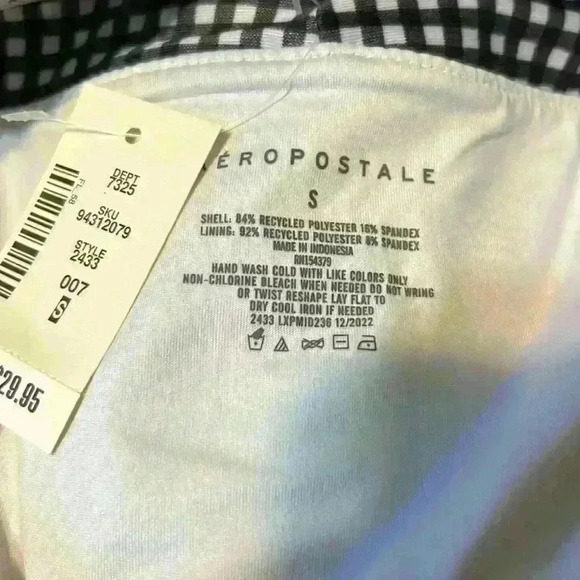 ÉROPOSTALE
S
SHELL: 84% RECYCLED POLYESTER 16% SPANDEX
LINING: 92% RECYCLED POLYESTER 8% SPANDEX
MADE IN INDONESIA
RN154379
HAND WASH COLD WITH LIKE COLORS ONLY
NON-CHLORINE BLEACH WHEN NEEDED DO NOT WRING
OR TWIST RESHAPE LAY FLAT TO
DRY COOL IRON IF NEEDED
2433 LXPMID236 12/2022
FL 58
DEPT
7325
SKU
94312079
STYLE
2433
007
S
$29.95